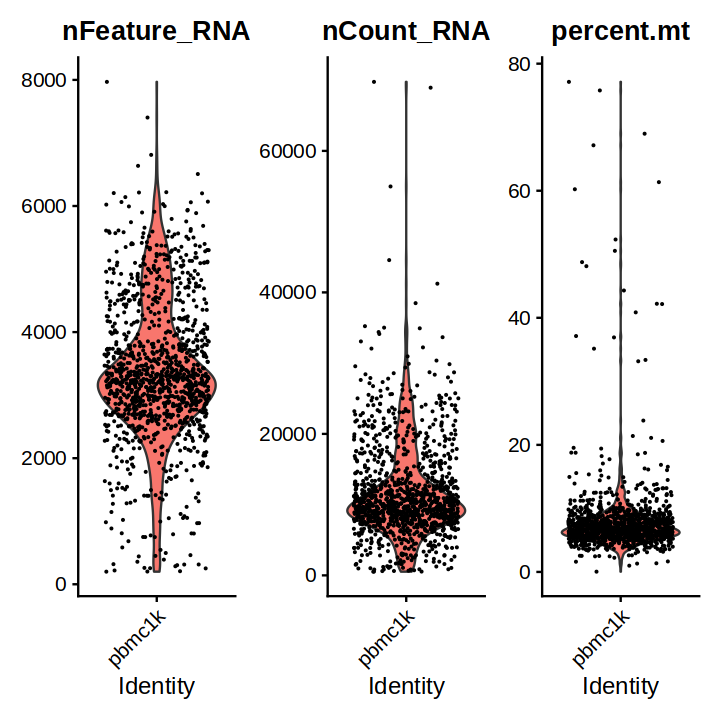 nFeature_RNA
8000
6000
4000
2000
0
pbmc1k
Identity
nCount_RNA
60000
40000
20000
0
pbmc1k
Identity
percent.mt
80
60
40
20
0
pbmc1k
Identity